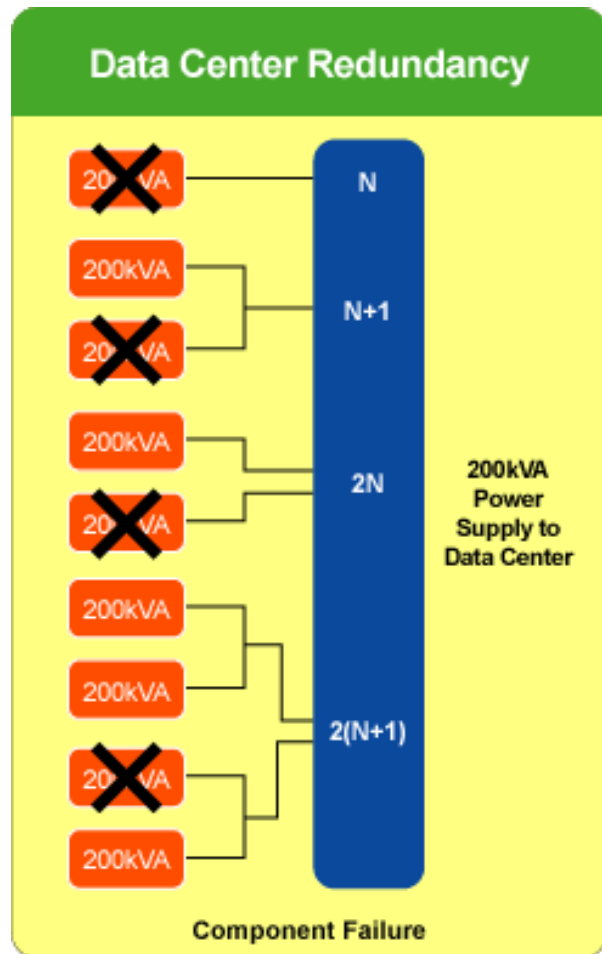 Data Center Redundancy
N
200kVA
N+1
200kVA
2N
200kVA
Power
Supply to
Data Center
200kVA
200kVA
2(N+1)
200kVA
Component Failure